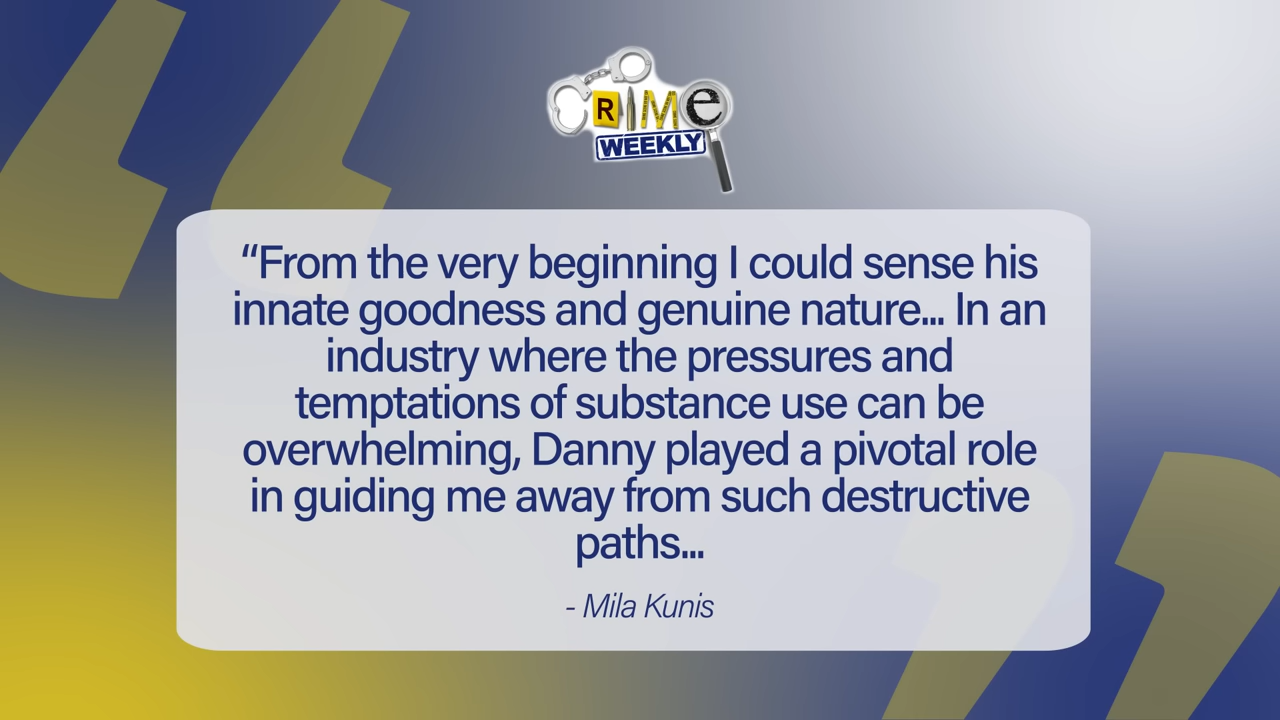 CRIMe
WEEKLY
“From the very beginning I could sense his
innate goodness and genuine nature... In an
industry where the pressures and
temptations of substance use can be
overwhelming, Danny played a pivotal role
in guiding me away from such destructive
paths...
- Mila Kunis